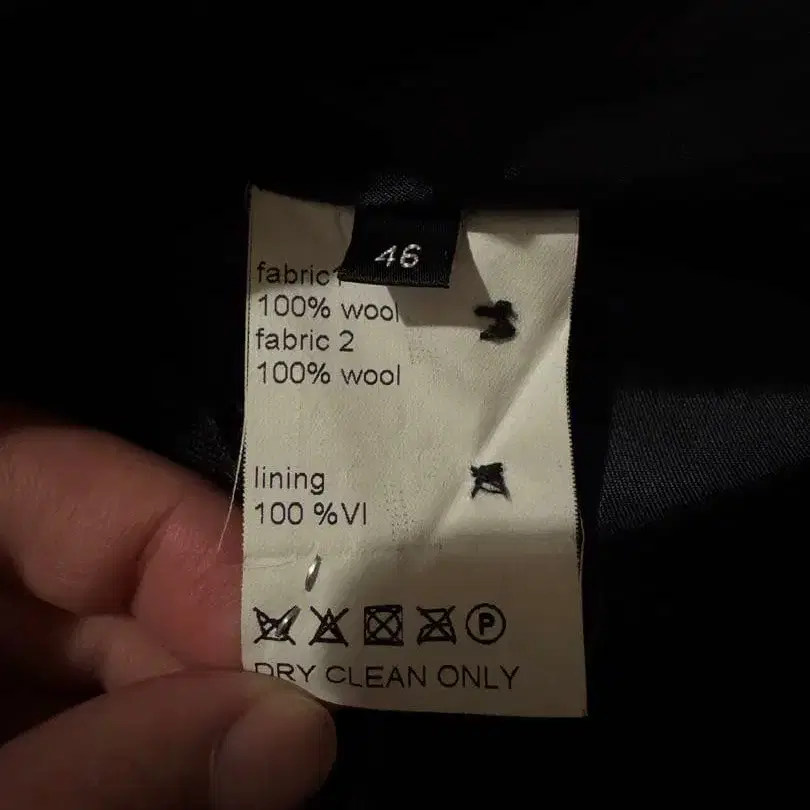 46
fabric1
100% wool
fabric 2
100% wool
lining
100 %VI
P
DRY CLEAN ONLY